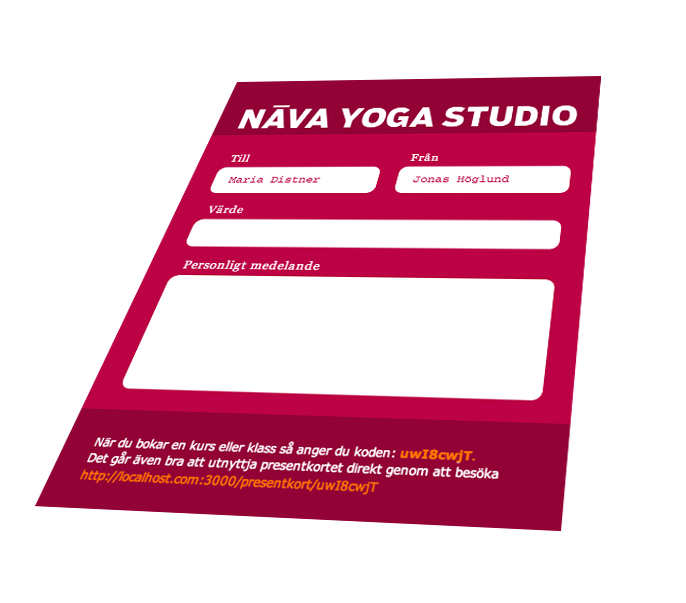 NĀVA YOGA STUDIO
Till
Från
Maria Distner
Jonas Höglund
Värde
Personligt medelande
När du bokar en kurs eller klass så anger du koden: uwI8cwjT.
Det går även bra att utnyttja presentkortet direkt genom att besöka
http://localhost.com:3000/presentkort/uwI8cwjT